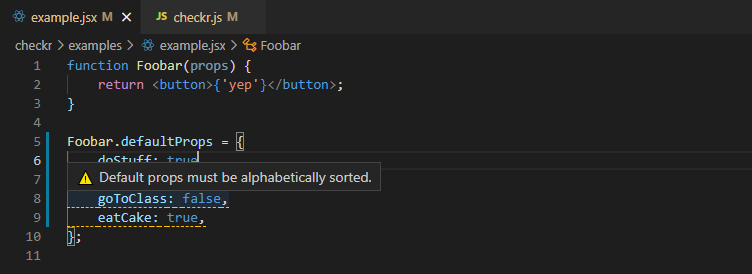 example.jsx M × JS checkr.js M
checkr > examples > example.jsx > Foobar
1 function Foobar(props) {
2 return <button>{'yep'}</button>;
3 }
4
5 Foobar.defaultProps = {
6 doStuff: true
7 Default props must be alphabetically sorted.
8 goToClass: false,
9 eatCake: true,
10 };
11